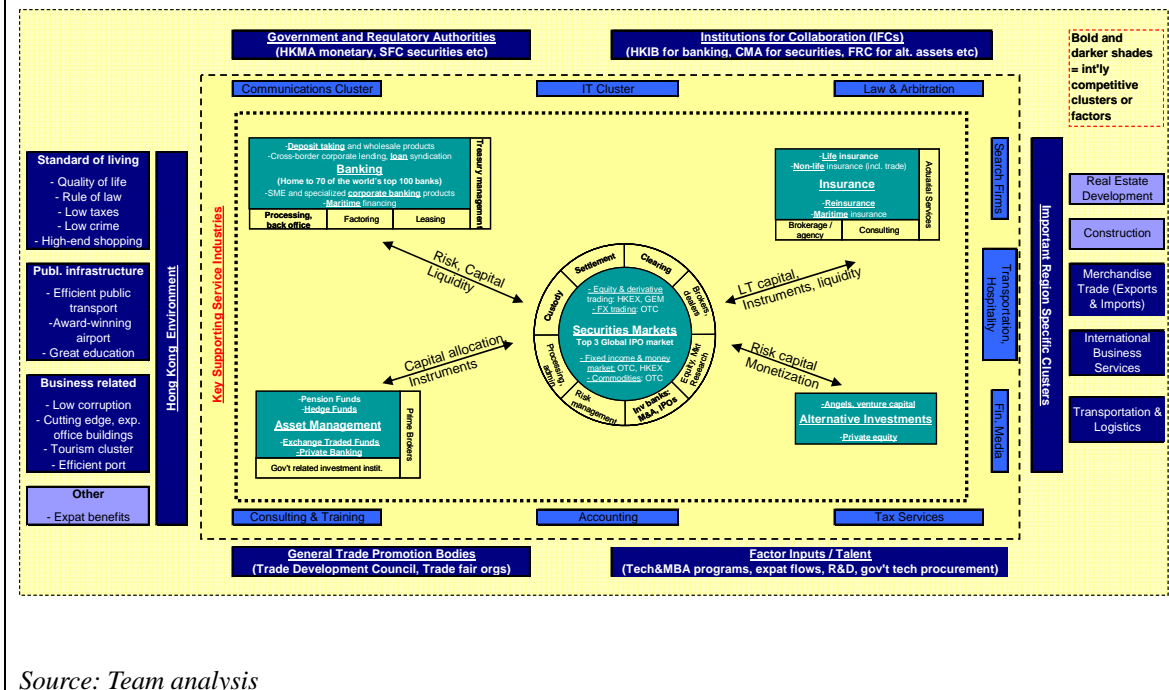 Government and Regulatory Authorities
(HKMA monetary, SFC securities etc)
Institutions for Collaboration (IFCs)
(HKIB for banking, CMA for securities, FRC for alt. assets etc)
Bold and
darker shades
= int'ly
competitive
clusters or
factors
Communications Cluster
IT Cluster
Law & Arbitration
Standard of living
- Quality of life
- Rule of law
- Low taxes
- Low crime
- High-end shopping
Publ. infrastructure
- Efficient public
transport
-Award-winning
airport
- Great education
Business related
- Low corruption
- Cutting edge, exp.
office buildings
- Tourism cluster
- Efficient port
Other
- Expat benefits
Hong Kong Environment
Key Supporting Service Industries
-Deposit taking and wholesale products
-Cross-border corporate lending, loan syndication
Banking
(Home to 70 of the world's top 100 banks)
-SME and specialized corporate banking products
-Maritime financing
Treasury management
Processing,
back office
Factoring
Leasing
-Life insurance
-Non-life insurance (incl. trade)
Insurance
-Reinsurance
-Maritime insurance
Actuarial Services
Brokerage /
agency
Consulting
Risk, Capital
Liquidity
LT capital,
Instruments, liquidity
Capital allocation
Instruments
Risk capital
Monetization
Settlement
Clearing
Brokers,
dealers
Equity, Mkt
Research
Inv banks:
M&A, IPOs
Risk
management
Processing,
admin
Custody
- Equity & derivative
trading: HKEX, GEM
- FX trading: OTC
Securities Markets
Top 3 Global IPO market
- Fixed income & money
market: OTC, HKEX
- Commodities: OTC
-Pension Funds
-Hedge Funds
Asset Management
-Exchange Traded Funds
-Private Banking
Gov't related investment instit.
Prime Brokers
-Angels, venture capital
Alternative Investments
-Private equity
Search Firms
Transportation,
Hospitality
Fin. Media
Important Region Specific Clusters
Real Estate
Development
Construction
Merchandise
Trade (Exports
& Imports)
International
Business
Services
Transportation &
Logistics
Consulting & Training
Accounting
Tax Services
General Trade Promotion Bodies
(Trade Development Council, Trade fair orgs)
Factor Inputs / Talent
(Tech&MBA programs, expat flows, R&D, gov't tech procurement)
Source: Team analysis